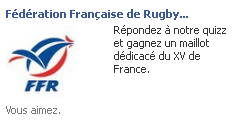 Fédération Française de Rugby...
Répondez à notre quizz
et gagnez un maillot
dédicacé du XV de
France.
FFR
Vous aimez.